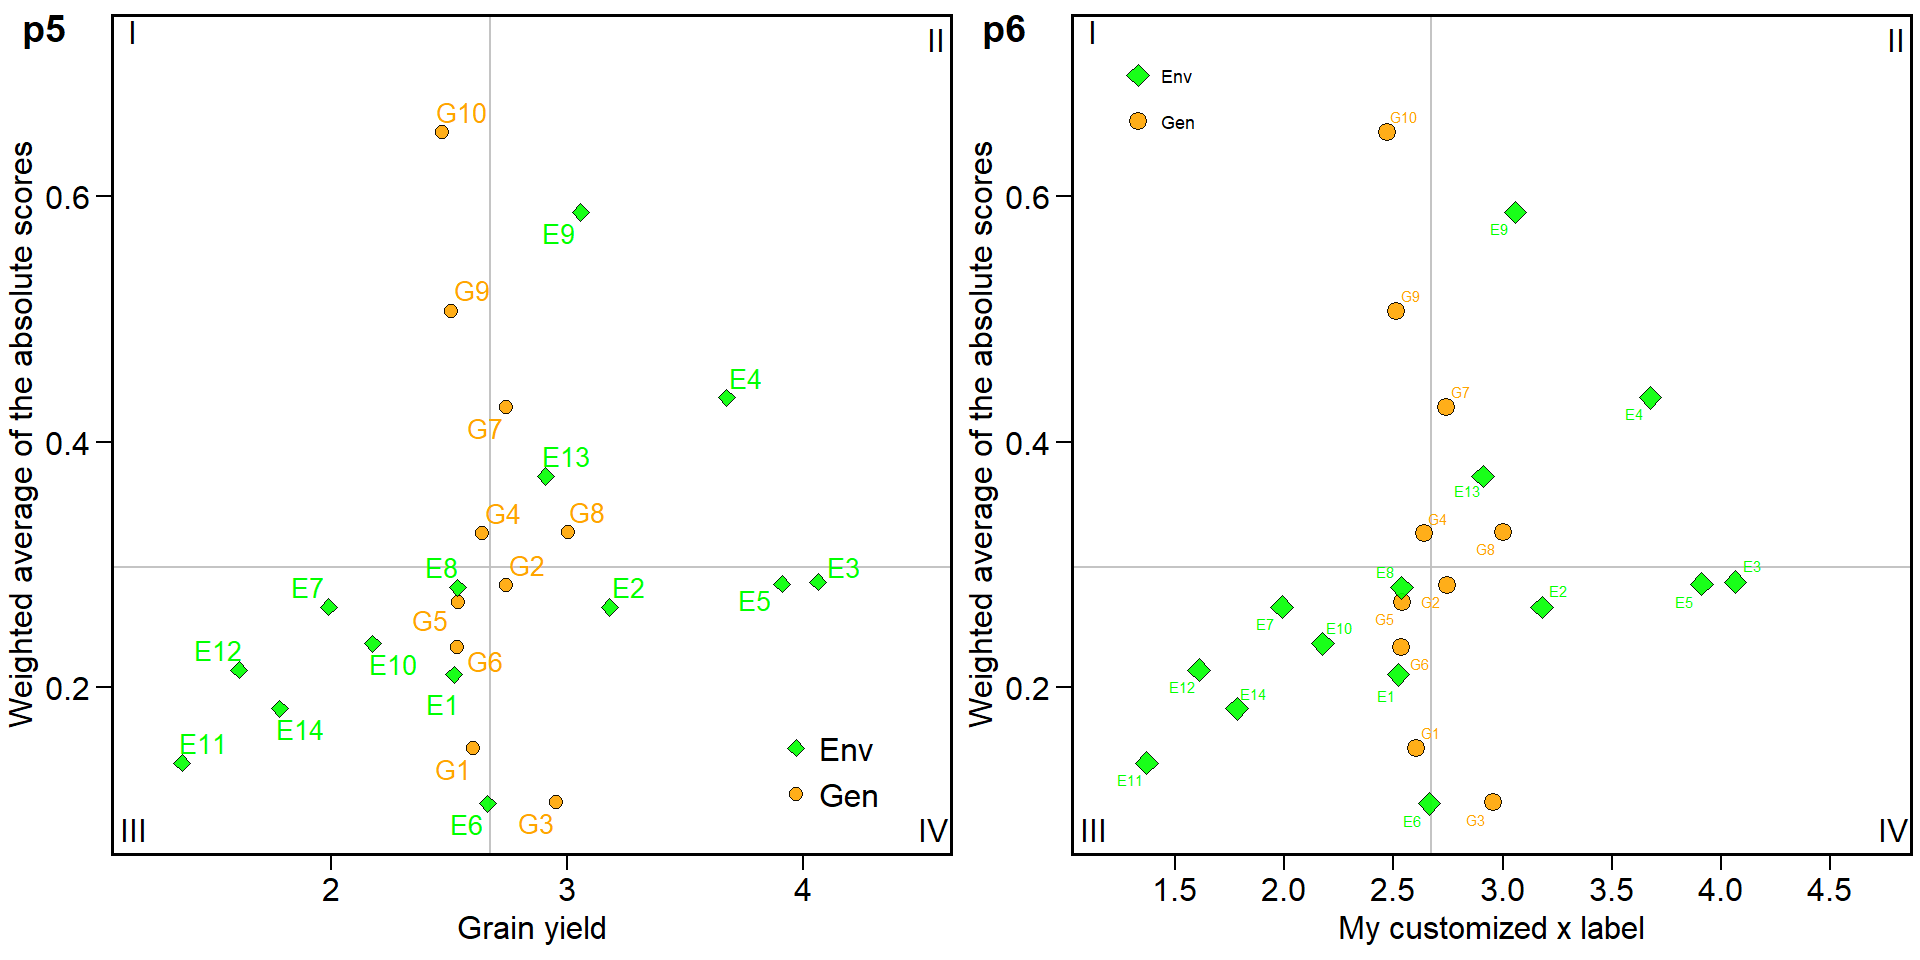 p5
I
II
G10
0.6
E9
G9
E4
G7
0.4
E13
G4
G8
E8
G2
E7
E2
E5
E3
G5
E12
E10
G6
0.2
E1
E14
E11
G1
Env
Gen
E6
G3
III
IV
2
3
4
Grain yield
Weighted average of the absolute scores
p6
I
II
Env
Gen
G10
0.6
E9
G9
G7
E4
0.4
E13
G4
G8
E8
E3
E2
G2
E5
G5
E7
E10
G6
E12
0.2
E14
E1
G1
E11
E6
G3
III
IV
1.5
2.0
2.5
3.0
3.5
4.0
4.5
My customized x label
Weighted average of the absolute scores